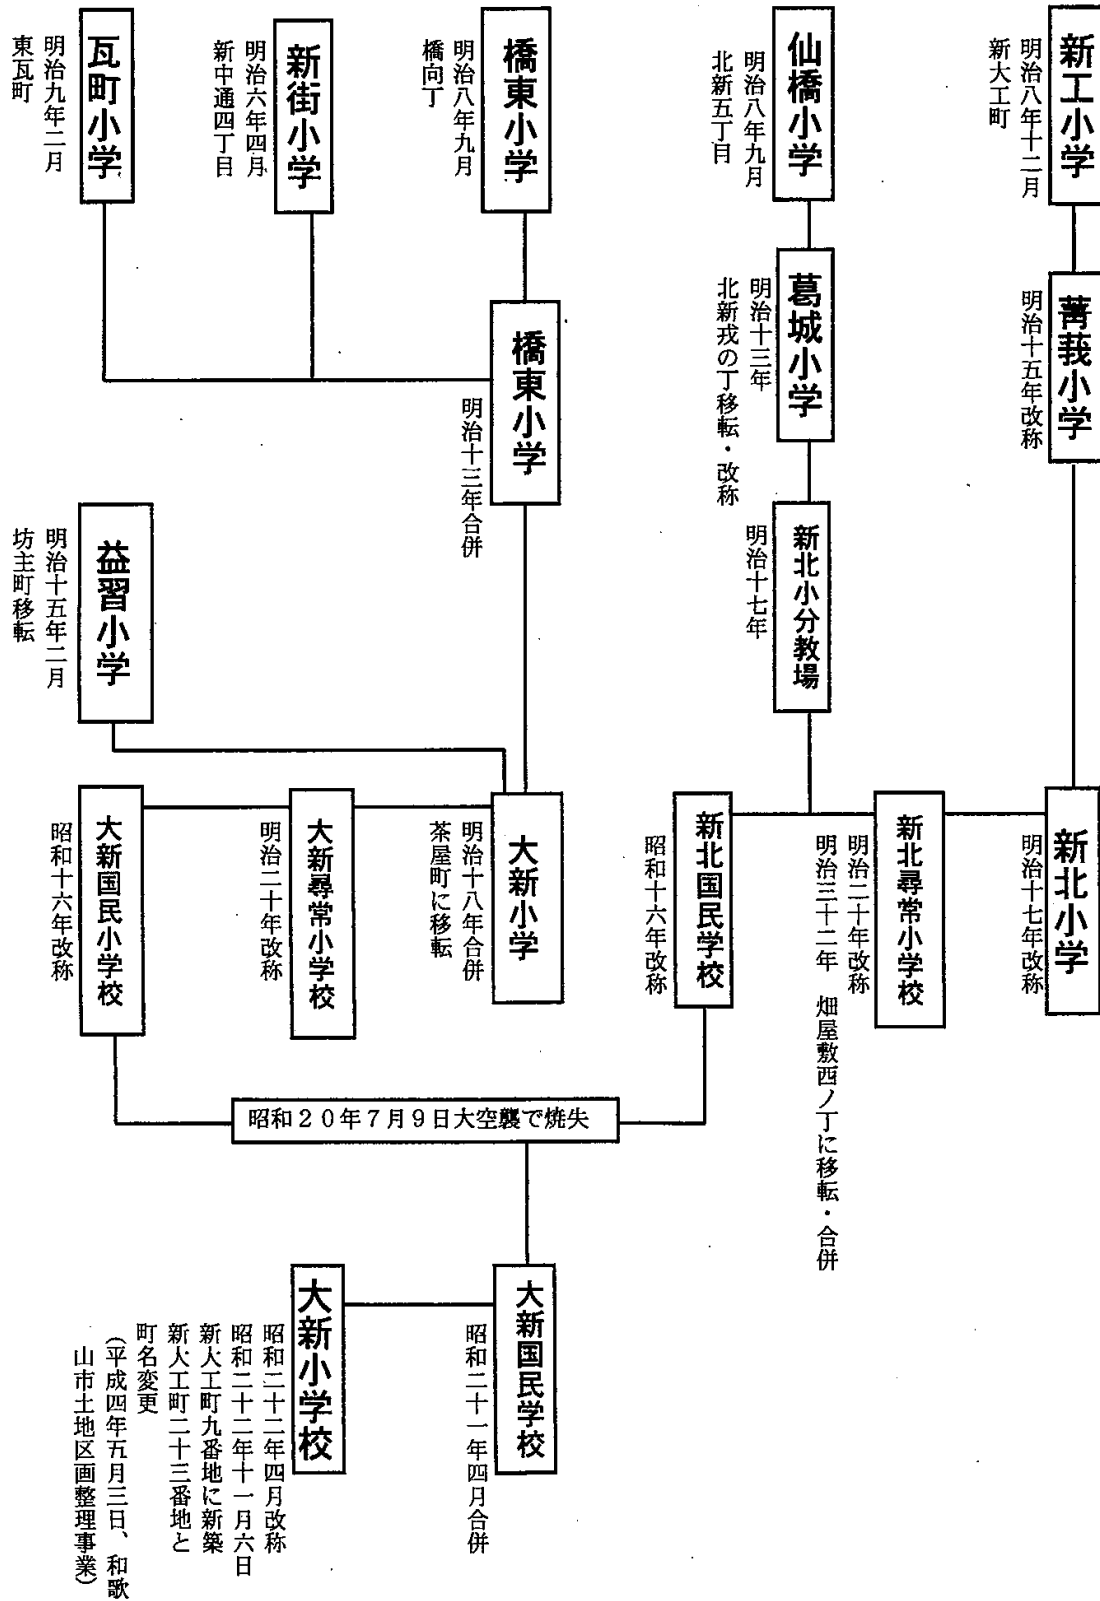 新工小学
明治八年十二月
新大工町
菁莪小学
明治十五年改称
新北小学
明治十七年改称
仙橋小学
明治八年九月
北新五丁目
葛城小学
明治十三年
北新戎の丁移転・改称
新北小分教場
明治十七年
新北尋常小学校
明治二十年改称
明治三十二年 畑屋敷西ノ丁に移転・合併
新北国民学校
昭和十六年改称
橋東小学
明治八年九月
橋向丁
新街小学
明治六年四月
新中通四丁目
瓦町小学
明治九年二月
東瓦町
橋東小学
明治十三年合併
益習小学
明治十五年二月
坊主町移転
大新小学
明治十八年合併
茶屋町に移転
大新尋常小学校
明治二十年改称
大新国民小学校
昭和十六年改称
昭和20年7月9日大空襲で焼失
大新国民学校
昭和二十一年四月合併
大新小学校
昭和二十二年四月改称
昭和二十二年十一月六日
新大工町九番地に新築
新大工町二十三番地と
町名変更
(平成四年五月三日、和歌
山市土地区画整理事業)